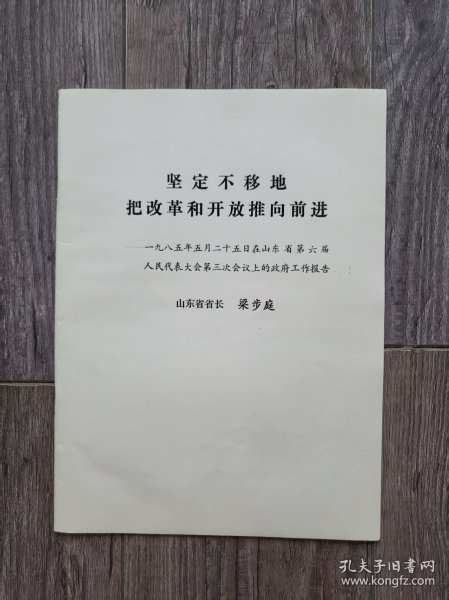 坚定不移地
把改革和开放推向前进
——一九八五年五月二十五日在山东省第六届
人民代表大会第三次会议上的政府工作报告
山东省省长 梁步庭
孔夫子旧书网
www.kongfz.com